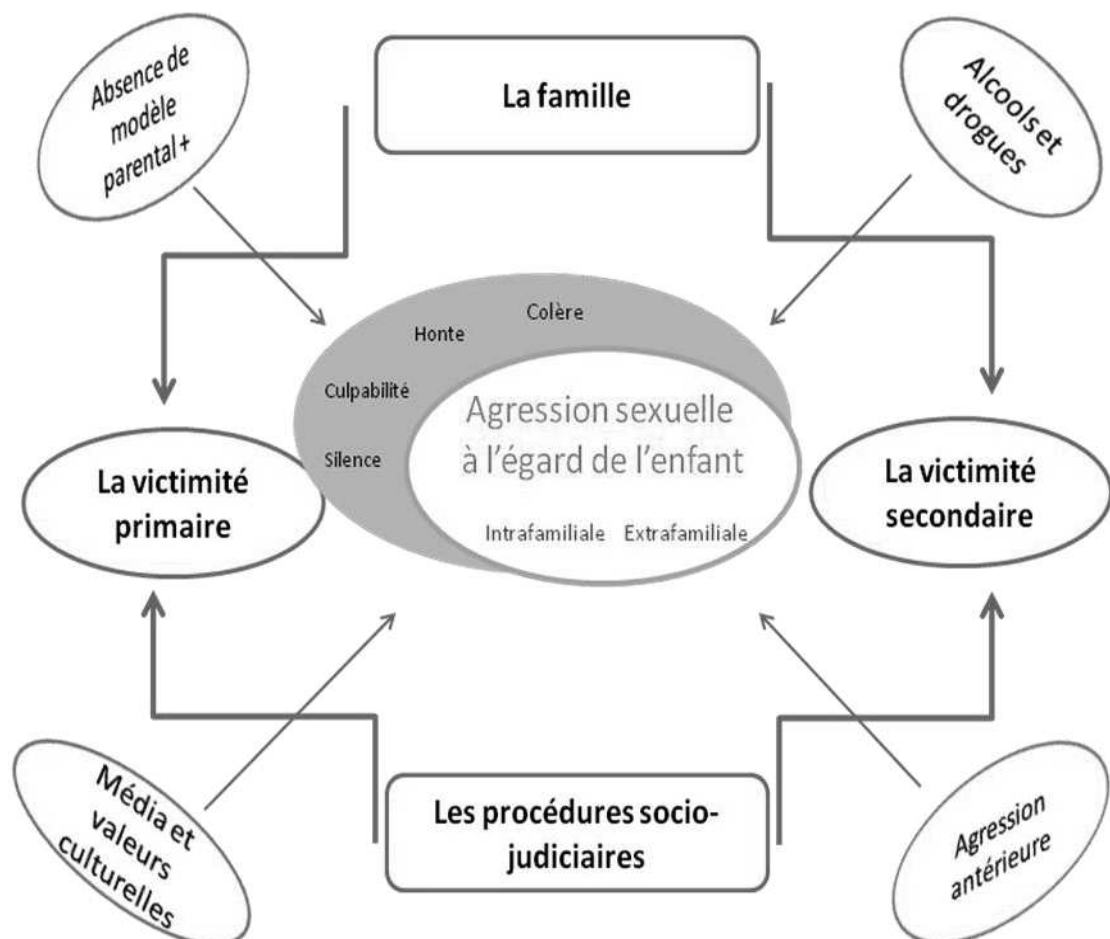 Absence de
modèle
parental +
La famille
Alcools et
drogues
Colère
Honte
Culpabilité
Silence
Agression sexuelle
à l'égard de l'enfant
Intrafamiliale Extrafamiliale
La victimité
primaire
La victimité
secondaire
Média et
valeurs
culturelles
Les procédures socio-
judiciaires
Agression
antérieure